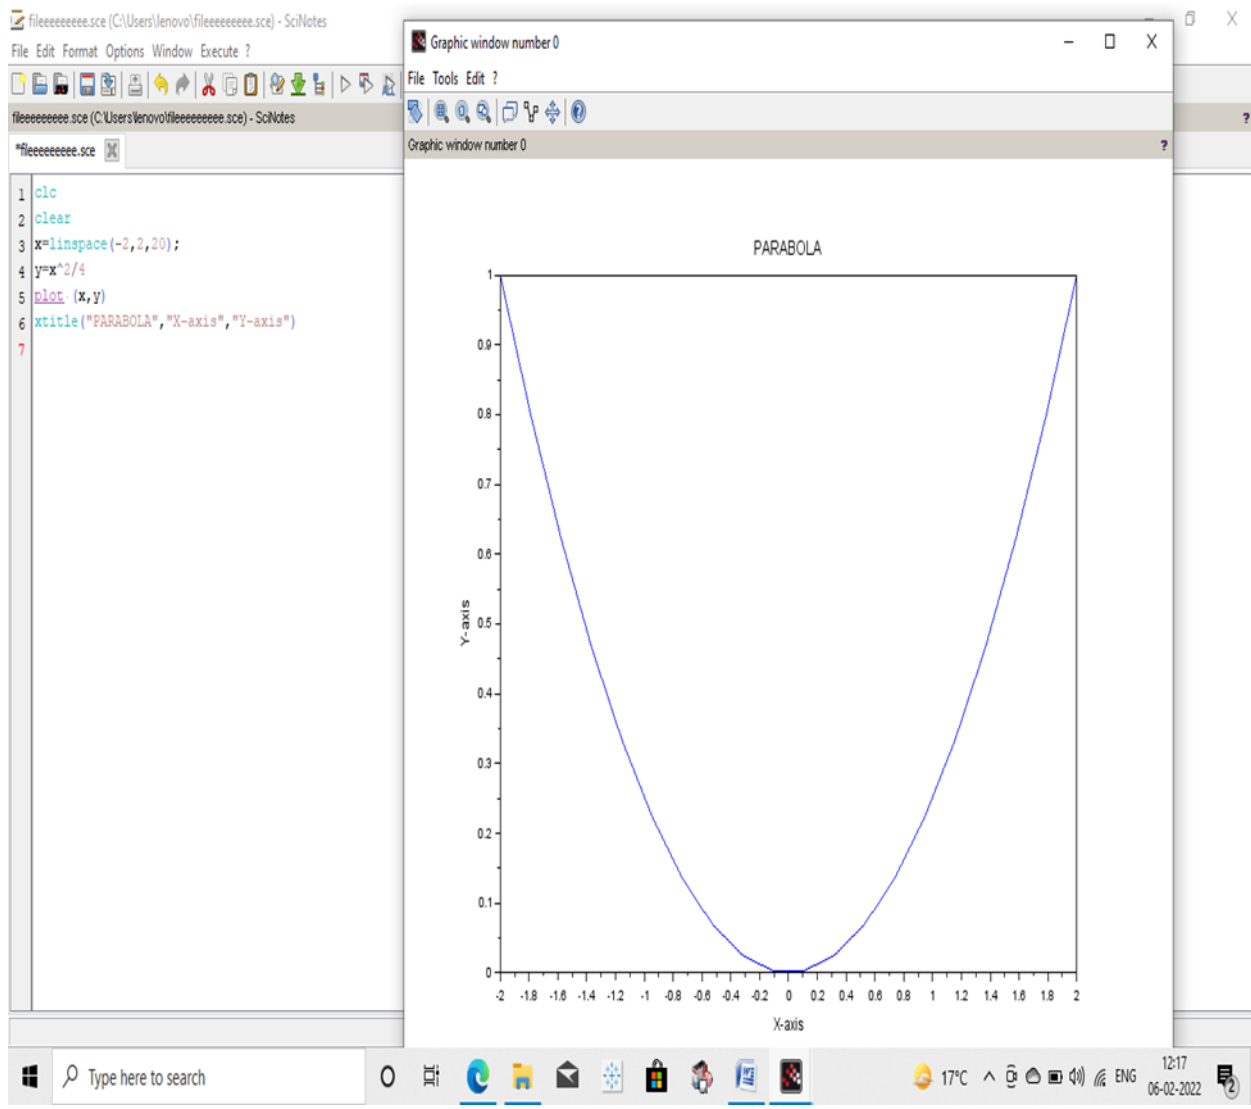 fileeeeeeeee.sce (C:\Users\lenovo\fileeeeeeeee.sce) - SciNotes
File Edit Format Options Window Execute ?
fileeeeeeeee.sce (C:\Users\lenovo\fileeeeeeeee.sce) - SciNotes
?
*fileeeeeeeee.sce
1 clc
2 clear
3 x=linspace(-2,2,20);
4 y=x^2/4
5 plot (x,y)
6 xtitle("PARABOLA","X-axis","Y-axis")
7
Graphic window number 0
File Tools Edit ?
Graphic window number 0
?
PARABOLA
1
0.9
0.8
0.7
0.6
0.5
0.4
0.3
0.2
0.1
0
Y-axis
-2 -1.8 -1.6 -1.4 -1.2 -1 -0.8 -0.6 -0.4 -0.2 0 0.2 0.4 0.6 0.8 1 1.2 1.4 1.6 1.8 2
X-axis
Type here to search
17°C
ENG
12:17
06-02-2022
2